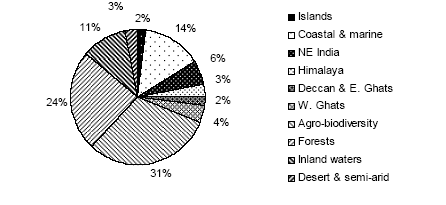 3%
2%
11%
14%
6%
3%
2%
4%
24%
31%
Islands
Coastal & marine
NE India
Himalaya
Deccan & E. Ghats
W. Ghats
Agro-biodiversity
Forests
Inland waters
Desert & semi-arid